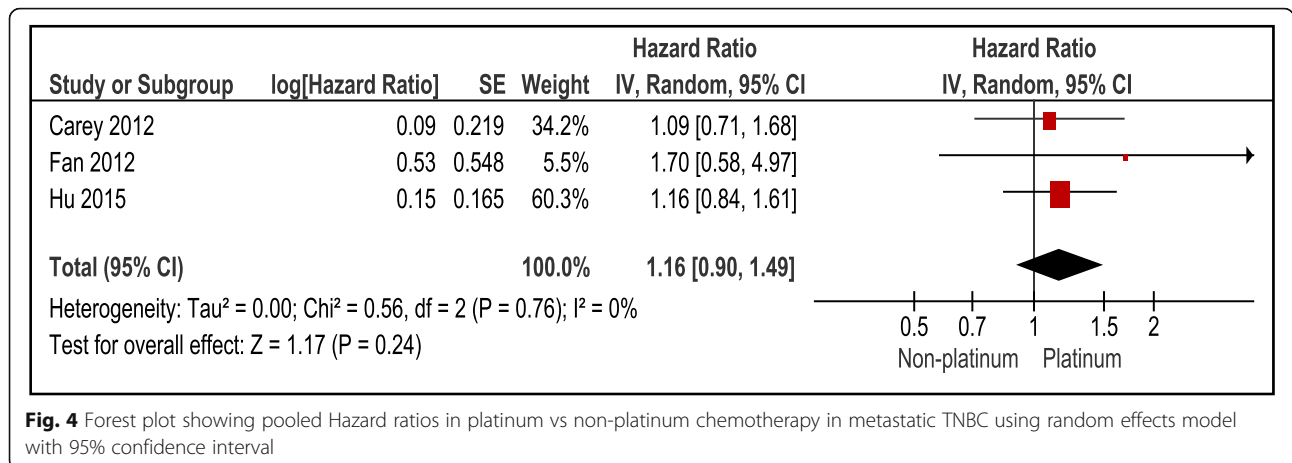 Hazard Ratio Hazard Ratio
Study or Subgroup log[Hazard Ratio] SE Weight IV, Random, 95% CI IV, Random, 95% CI
Carey 2012 0.09 0.219 34.2% 1.09 [0.71, 1.68]
Fan 2012 0.53 0.548 5.5% 1.70 [0.58, 4.97]
Hu 2015 0.15 0.165 60.3% 1.16 [0.84, 1.61]
Total (95% CI) 100.0% 1.16 [0.90, 1.49]
Heterogeneity: Tau² = 0.00; Chi² = 0.56, df = 2 (P = 0.76); I² = 0%
Test for overall effect: Z = 1.17 (P = 0.24)
0.5 0.7 1 1.5 2
Non-platinum Platinum
Fig. 4 Forest plot showing pooled Hazard ratios in platinum vs non-platinum chemotherapy in metastatic TNBC using random effects model
with 95% confidence interval